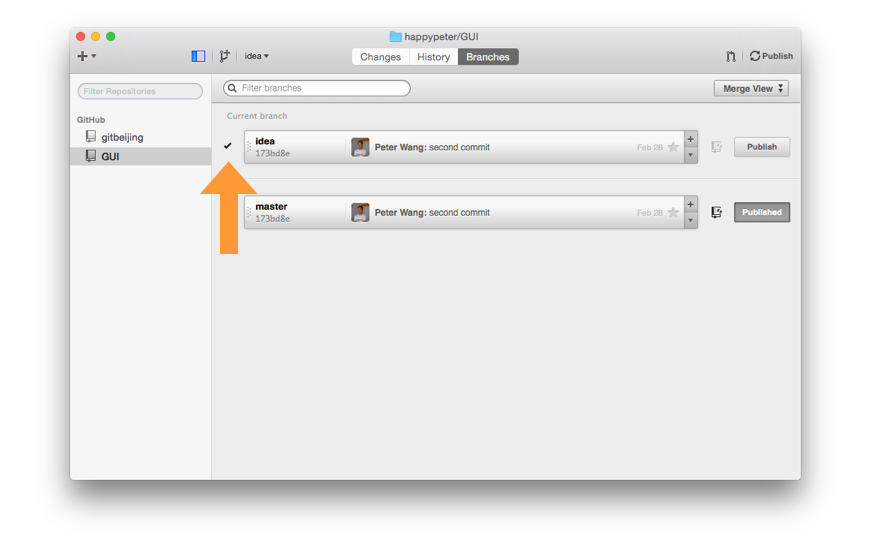 happypeter/GUI
idea
Changes History Branches
Publish
Filter Repositories
Filter branches
Merge View
GitHub
Current branch
gitbeijing
idea
Peter Wang: second commit
Feb 28
Publish
173bd8e
GUI
master
Peter Wang: second commit
Feb 28
Published
173bd8e